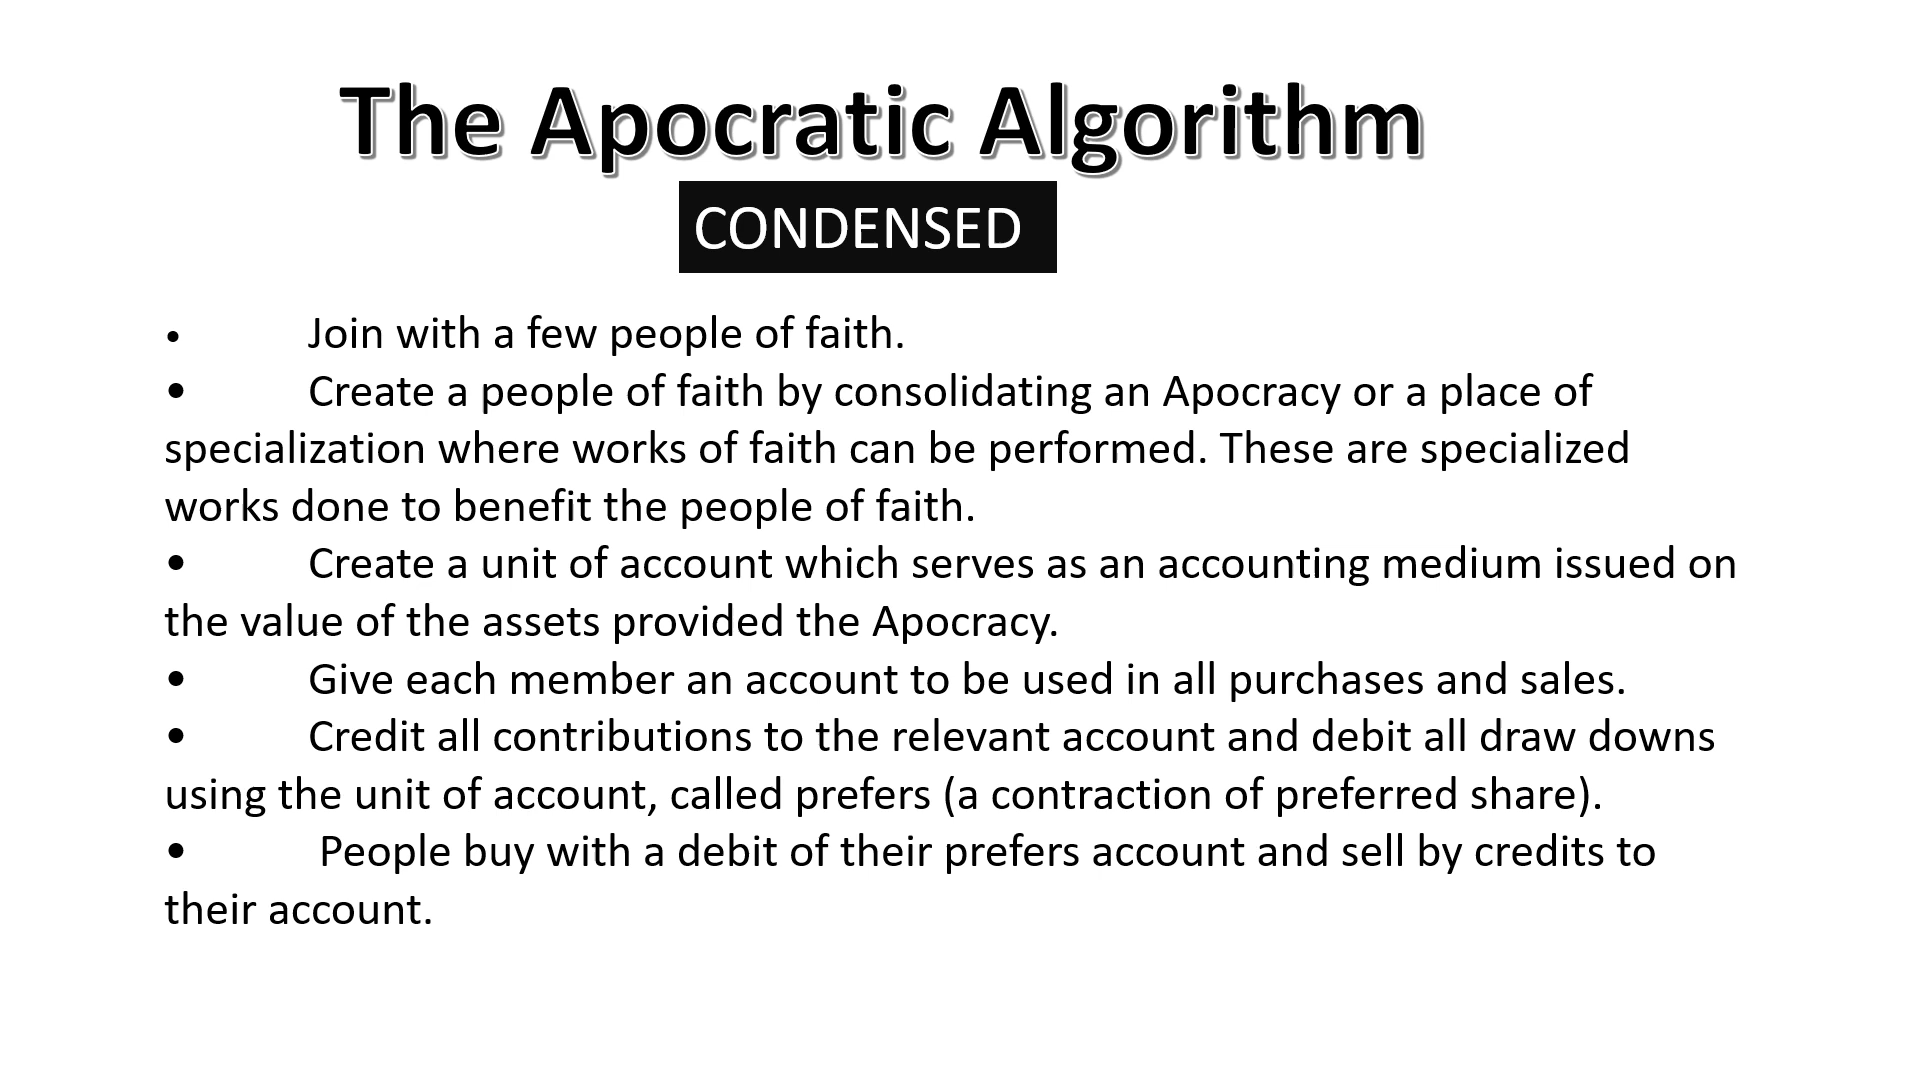 The Apocratic Algorithm
CONDENSED
• Join with a few people of faith.
• Create a people of faith by consolidating an Apocracy or a place of
specialization where works of faith can be performed. These are specialized
works done to benefit the people of faith.
• Create a unit of account which serves as an accounting medium issued on
the value of the assets provided the Apocracy.
• Give each member an account to be used in all purchases and sales.
• Credit all contributions to the relevant account and debit all draw downs
using the unit of account, called prefers (a contraction of preferred share).
• People buy with a debit of their prefers account and sell by credits to
their account.